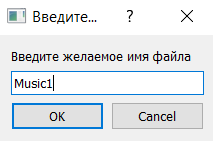 Введите... ?
Введите желаемое имя файла
Music1
OK Cancel